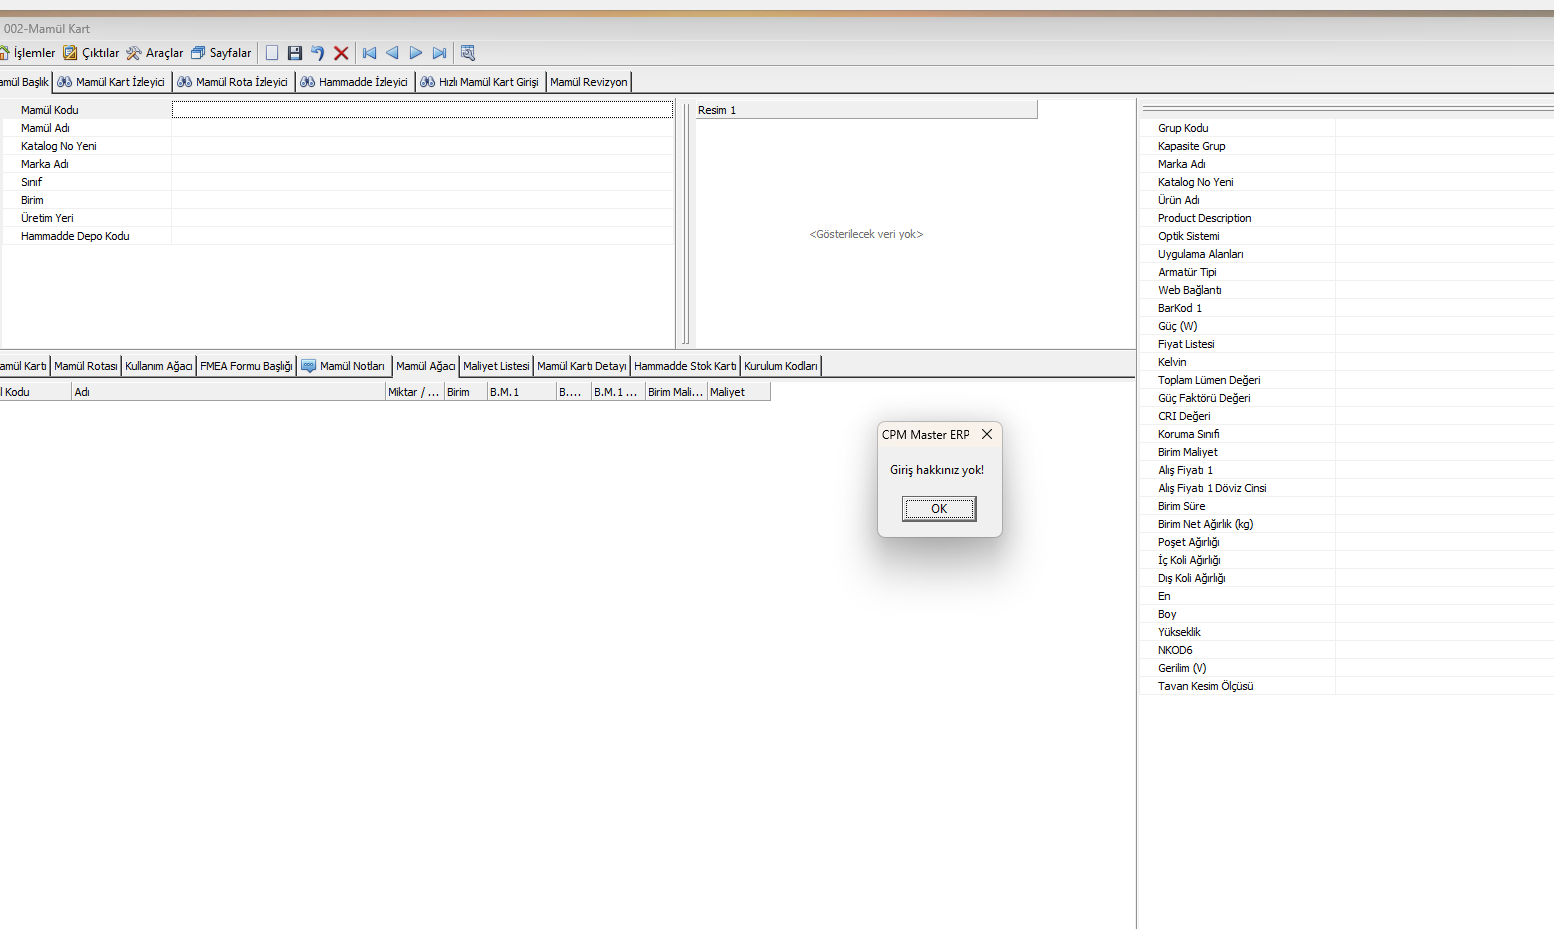 002-Mamül Kart
İşlemler Çıktılar Araçlar Sayfalar
amül Başlık Mamül Kart İzleyici Mamül Rota İzleyici Hammadde İzleyici Hızlı Mamül Kart Girişi Mamül Revizyon
Mamül Kodu
Mamül Adı
Katalog No Yeni
Marka Adı
Sınıf
Birim
Üretim Yeri
Hammadde Depo Kodu
Resim 1
<Gösterilecek veri yok>
amül Kartı Mamül Rotası Kullanım Ağacı FMEA Formu Başlığı Mamül Notları Mamül Ağacı Maliyet Listesi Mamül Kartı Detayı Hammadde Stok Kartı Kurulum Kodları
l Kodu Adı Miktar / ... Birim B.M.1 B.... B.M.1 ... Birim Mali... Maliyet
CPM Master ERP
Giriş hakkınız yok!
OK
Grup Kodu
Kapasite Grup
Marka Adı
Katalog No Yeni
Ürün Adı
Product Description
Optik Sistemi
Uygulama Alanları
Armatür Tipi
Web Bağlantı
BarKod 1
Güç (W)
Fiyat Listesi
Kelvin
Toplam Lümen Değeri
Güç Faktörü Değeri
CRI Değeri
Koruma Sınıfı
Birim Maliyet
Alış Fiyatı 1
Alış Fiyatı 1 Döviz Cinsi
Birim Süre
Birim Net Ağırlık (kg)
Poşet Ağırlığı
İç Koli Ağırlığı
Dış Koli Ağırlığı
En
Boy
Yükseklik
NKOD6
Gerilim (V)
Tavan Kesim Ölçüsü